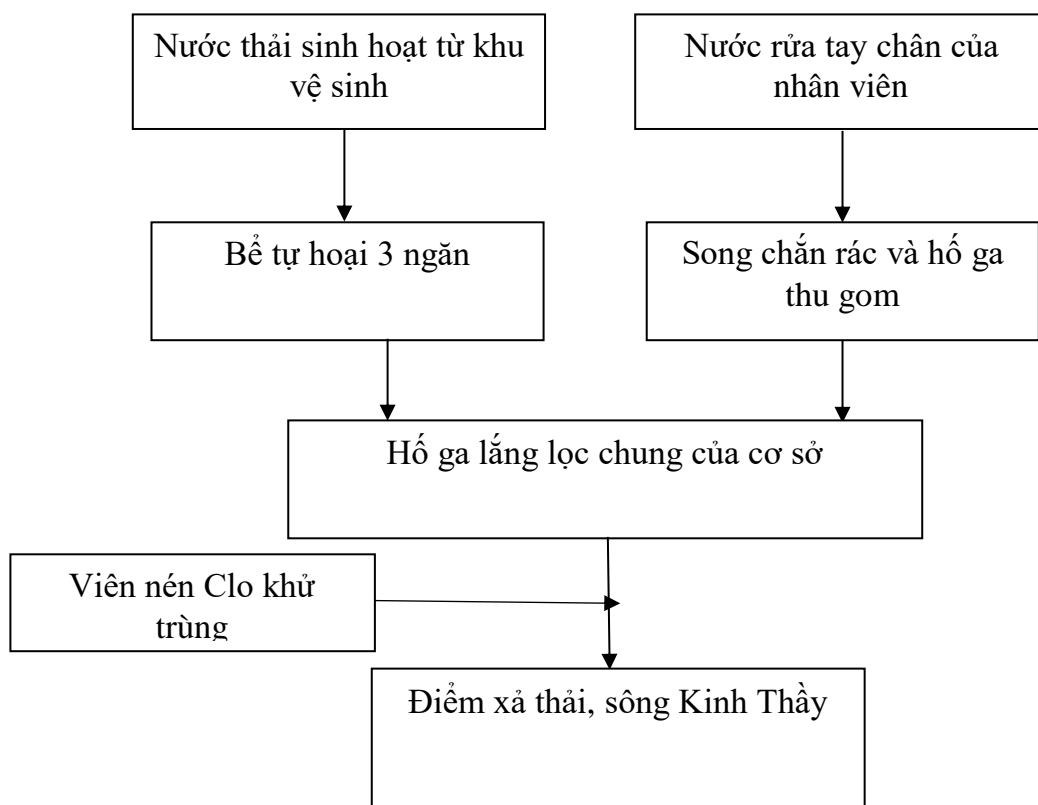 Nước thải sinh hoạt từ khu
vệ sinh
Nước rửa tay chân của
nhân viên
Bể tự hoại 3 ngăn
Song chắn rác và hố ga
thu gom
Hố ga lắng lọc chung của cơ sở
Viên nén Clo khử
trùng
Điểm xả thải, sông Kinh Thầy